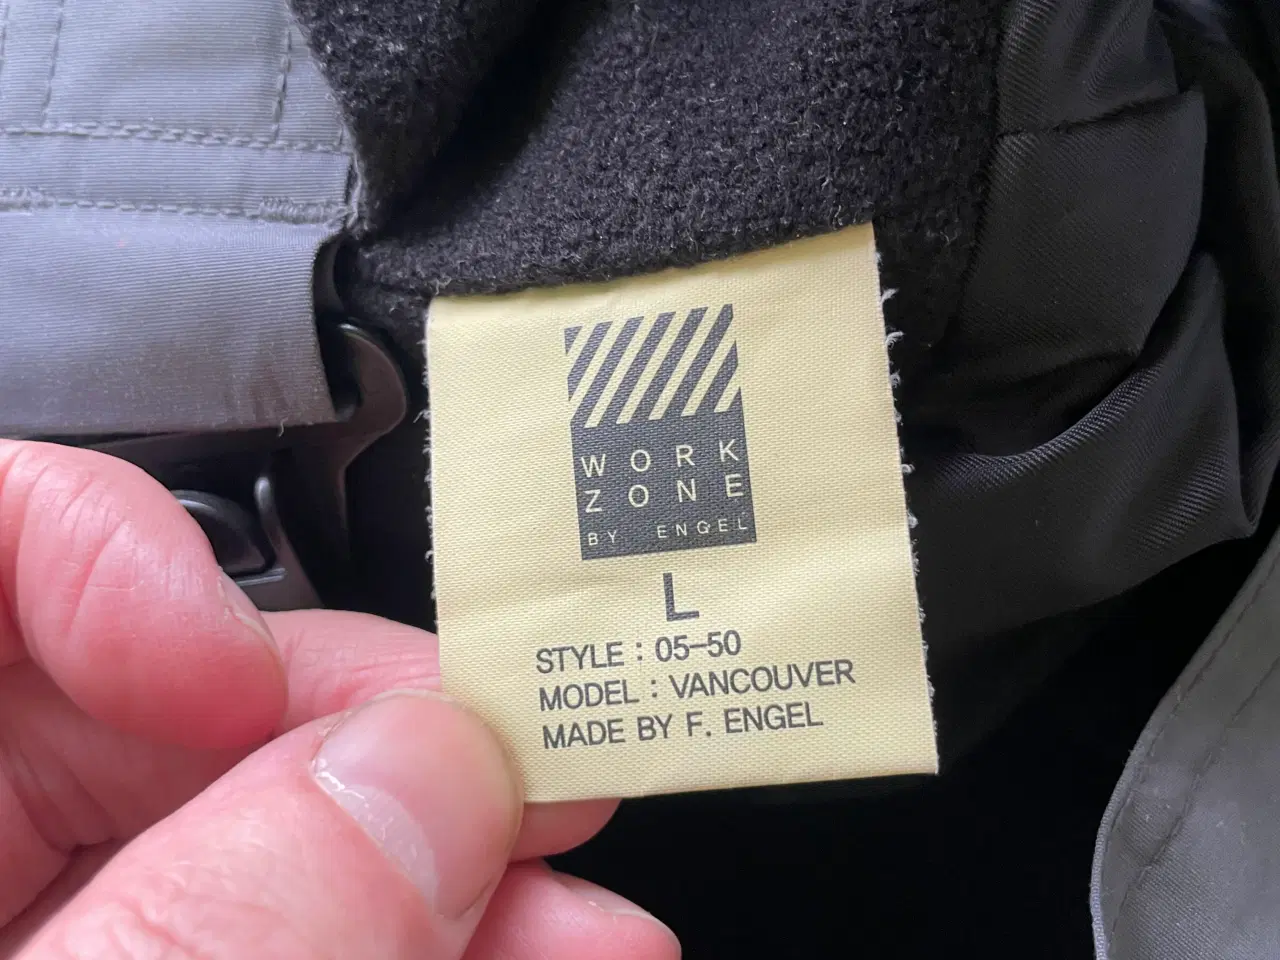 WORK
ZONE
BY ENGEL
L
STYLE : 05-50
MODEL : VANCOUVER
MADE BY F. ENGEL